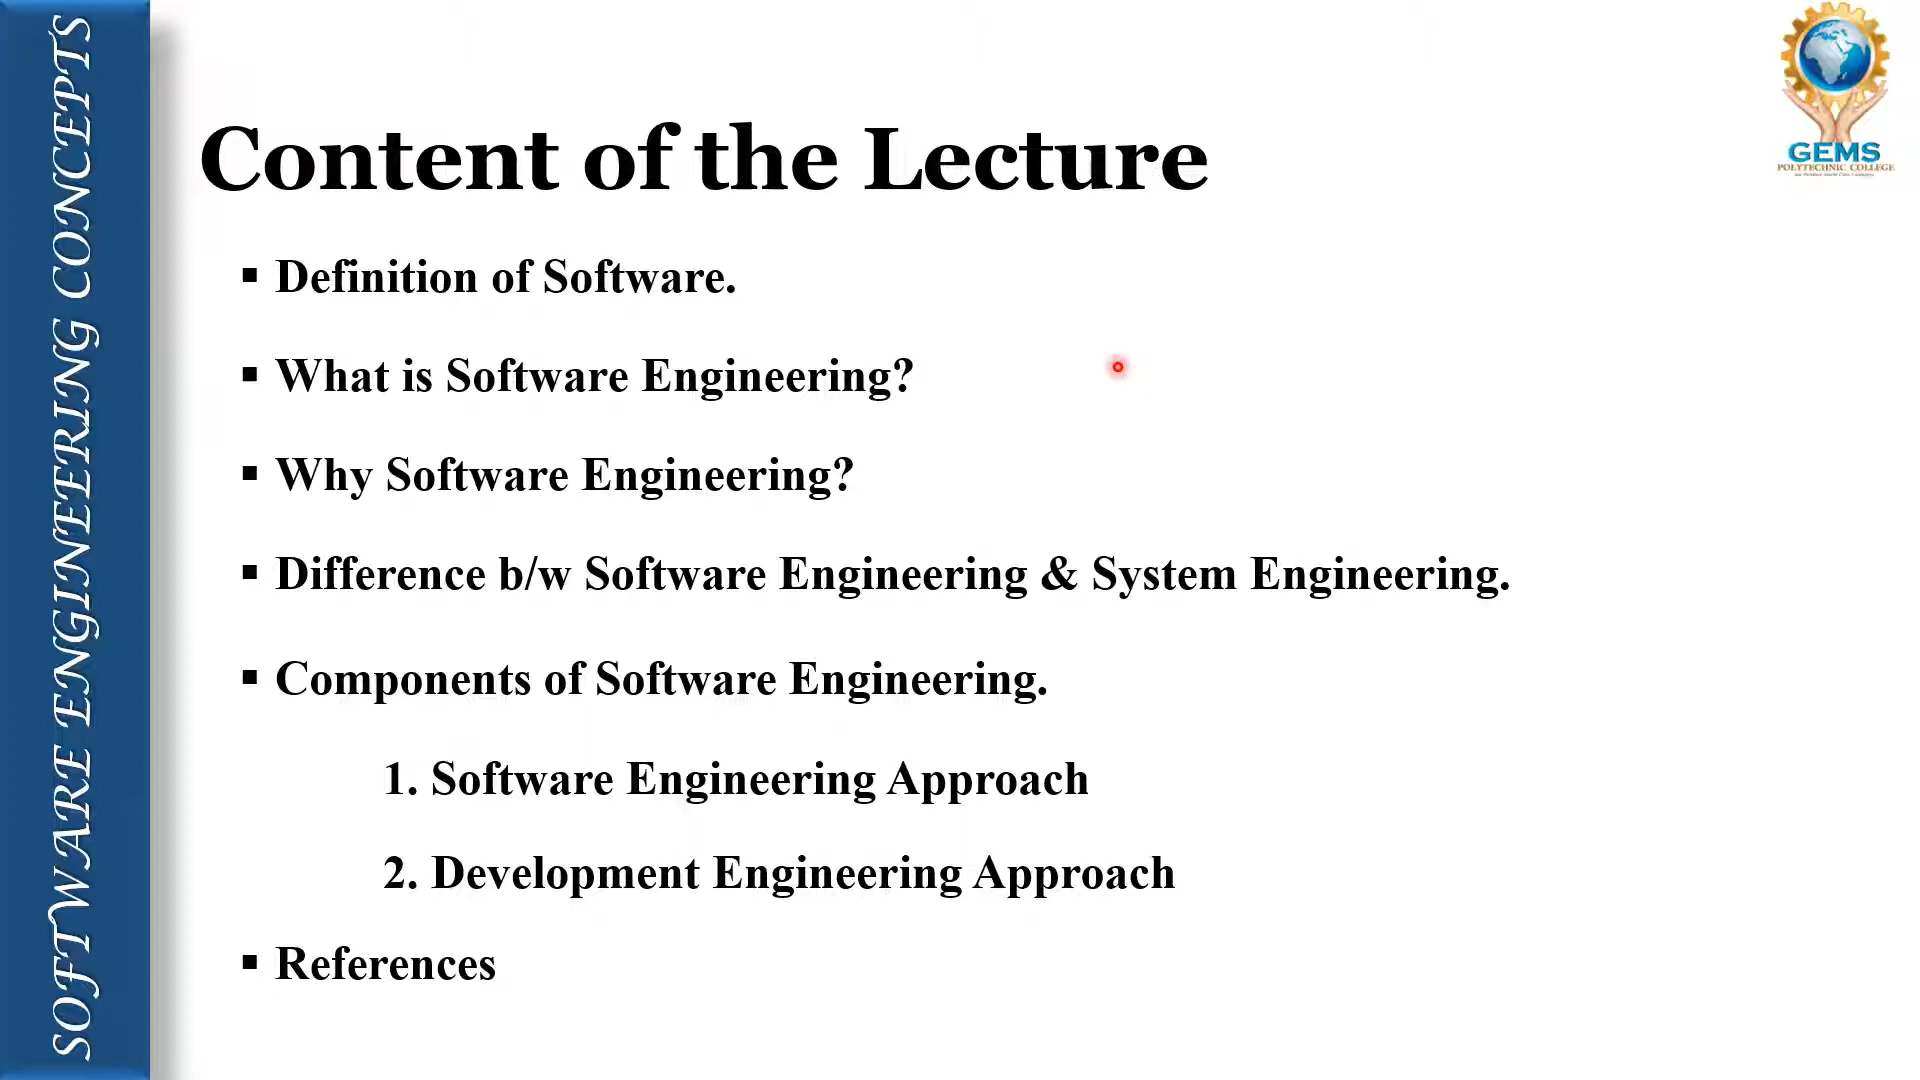 SOFTWARE ENGINEERING CONCEPTS
GEMS
POLYTECHNIC COLLEGE
Content of the Lecture
▪ Definition of Software.
▪ What is Software Engineering?
▪ Why Software Engineering?
▪ Difference b/w Software Engineering & System Engineering.
▪ Components of Software Engineering.
1. Software Engineering Approach
2. Development Engineering Approach
▪ References